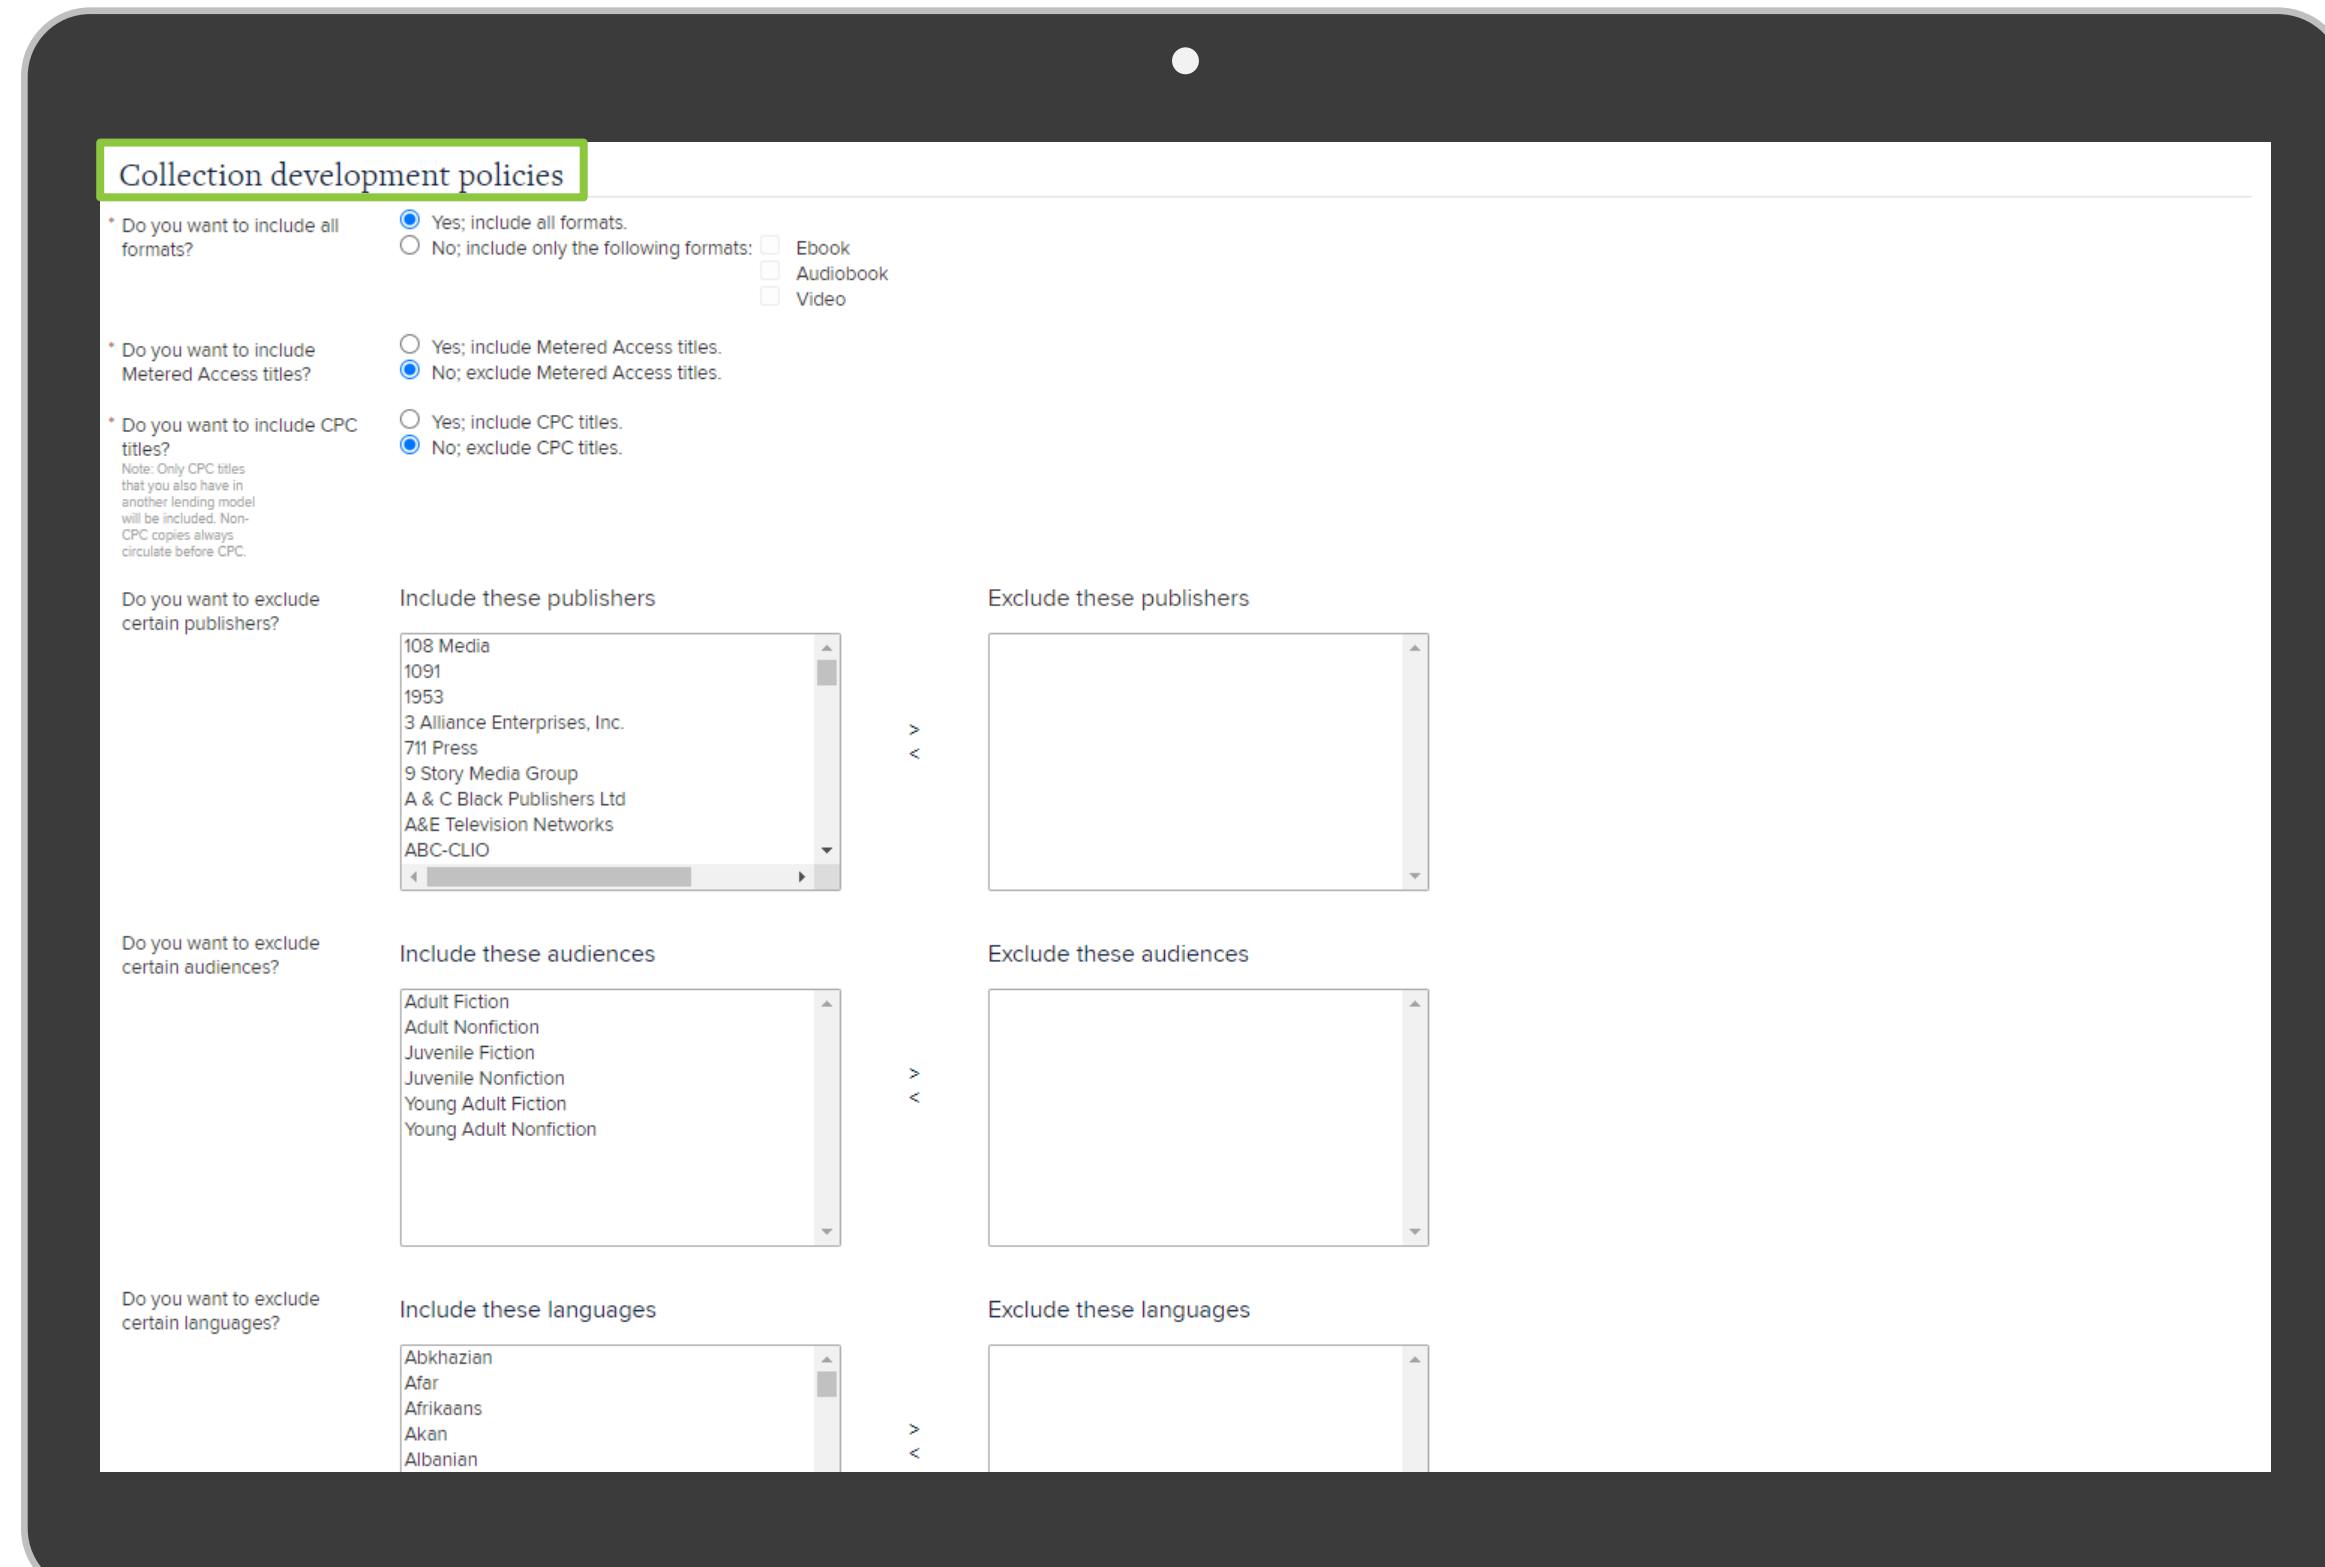 Collection development policies
* Do you want to include all formats?
Yes; include all formats.
No; include only the following formats:
Ebook
Audiobook
Video
* Do you want to include
Metered Access titles?
Yes; include Metered Access titles.
No; exclude Metered Access titles.
* Do you want to include CPC
titles?
Note: Only CPC titles
that you also have in
another lending model
will be included. Non-
CPC copies always
circulate before CPC.
Yes; include CPC titles.
No; exclude CPC titles.
Do you want to exclude
certain publishers?
Include these publishers
108 Media
1091
1953
3 Alliance Enterprises, Inc.
711 Press
9 Story Media Group
A & C Black Publishers Ltd
A&E Television Networks
ABC-CLIO
>
<
Exclude these publishers
Do you want to exclude
certain audiences?
Include these audiences
Adult Fiction
Adult Nonfiction
Juvenile Fiction
Juvenile Nonfiction
Young Adult Fiction
Young Adult Nonfiction
>
<
Exclude these audiences
Do you want to exclude
certain languages?
Include these languages
Abkhazian
Afar
Afrikaans
Akan
Albanian
>
<
Exclude these languages